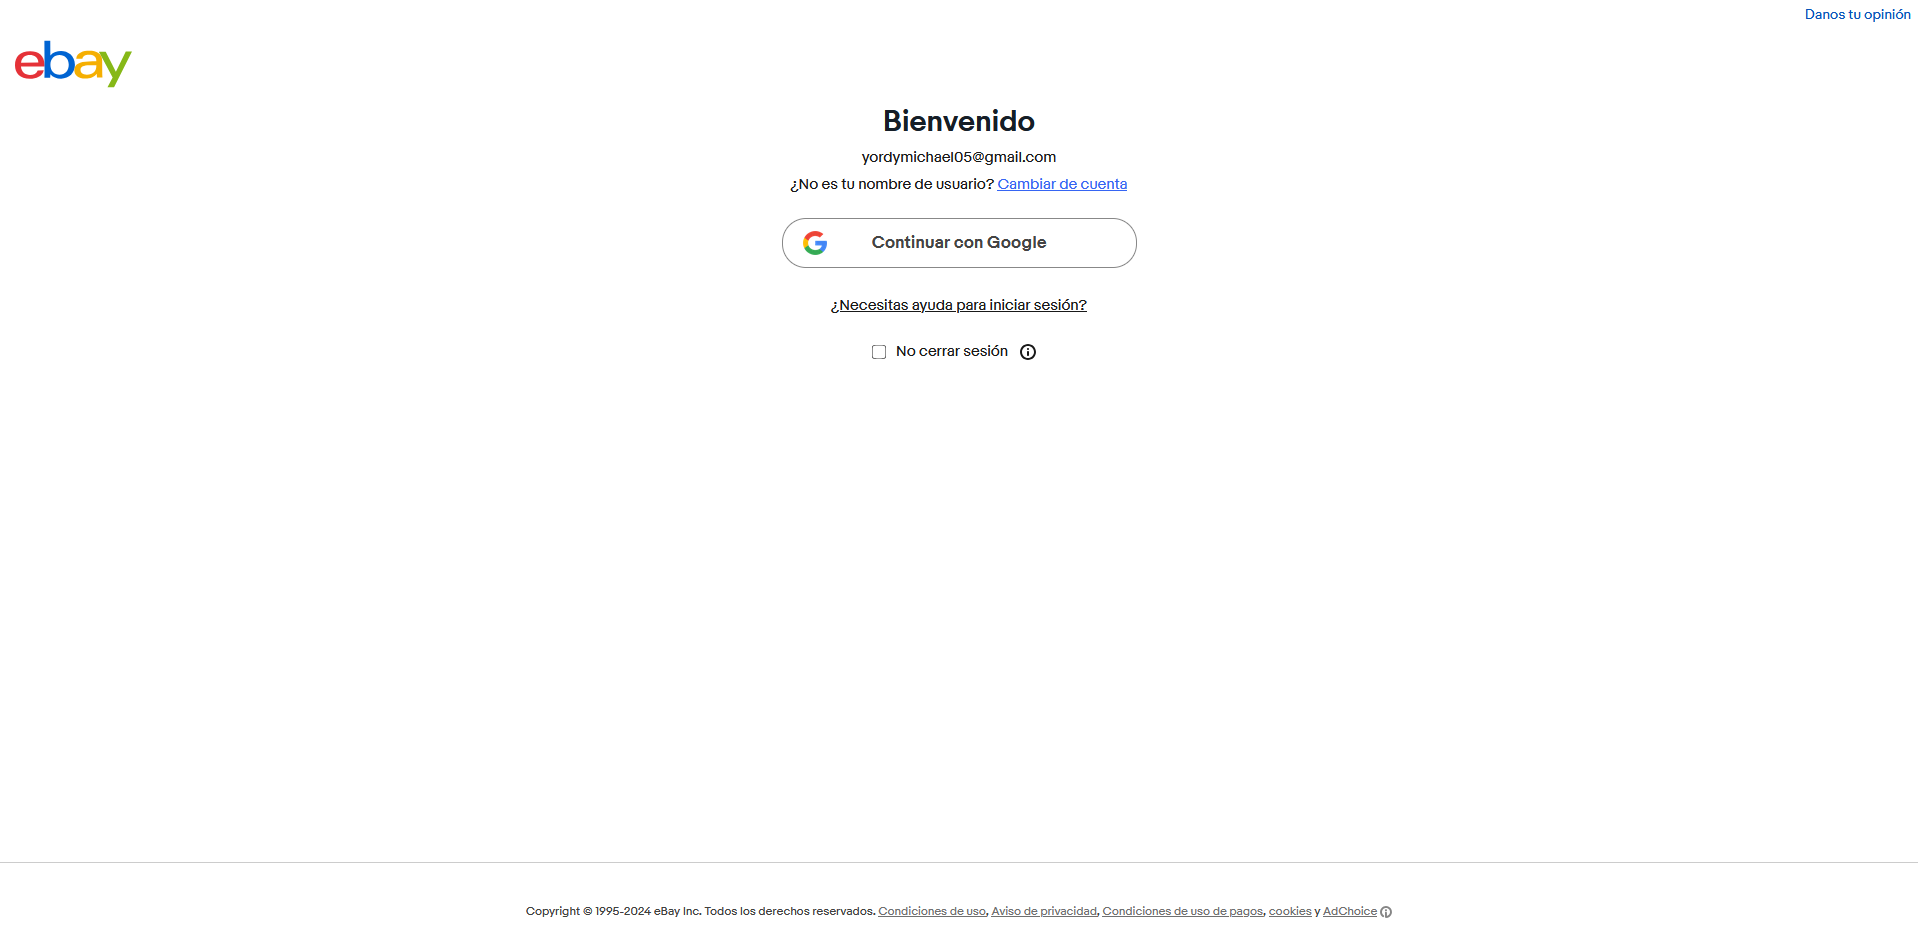 Danos tu opinión
ebay
Bienvenido
yordymichael05@gmail.com
¿No es tu nombre de usuario? Cambiar de cuenta
Continuar con Google
¿Necesitas ayuda para iniciar sesión?
No cerrar sesión
Copyright © 1995-2024 eBay Inc. Todos los derechos reservados. Condiciones de uso, Aviso de privacidad, Condiciones de uso de pagos, cookies y AdChoice